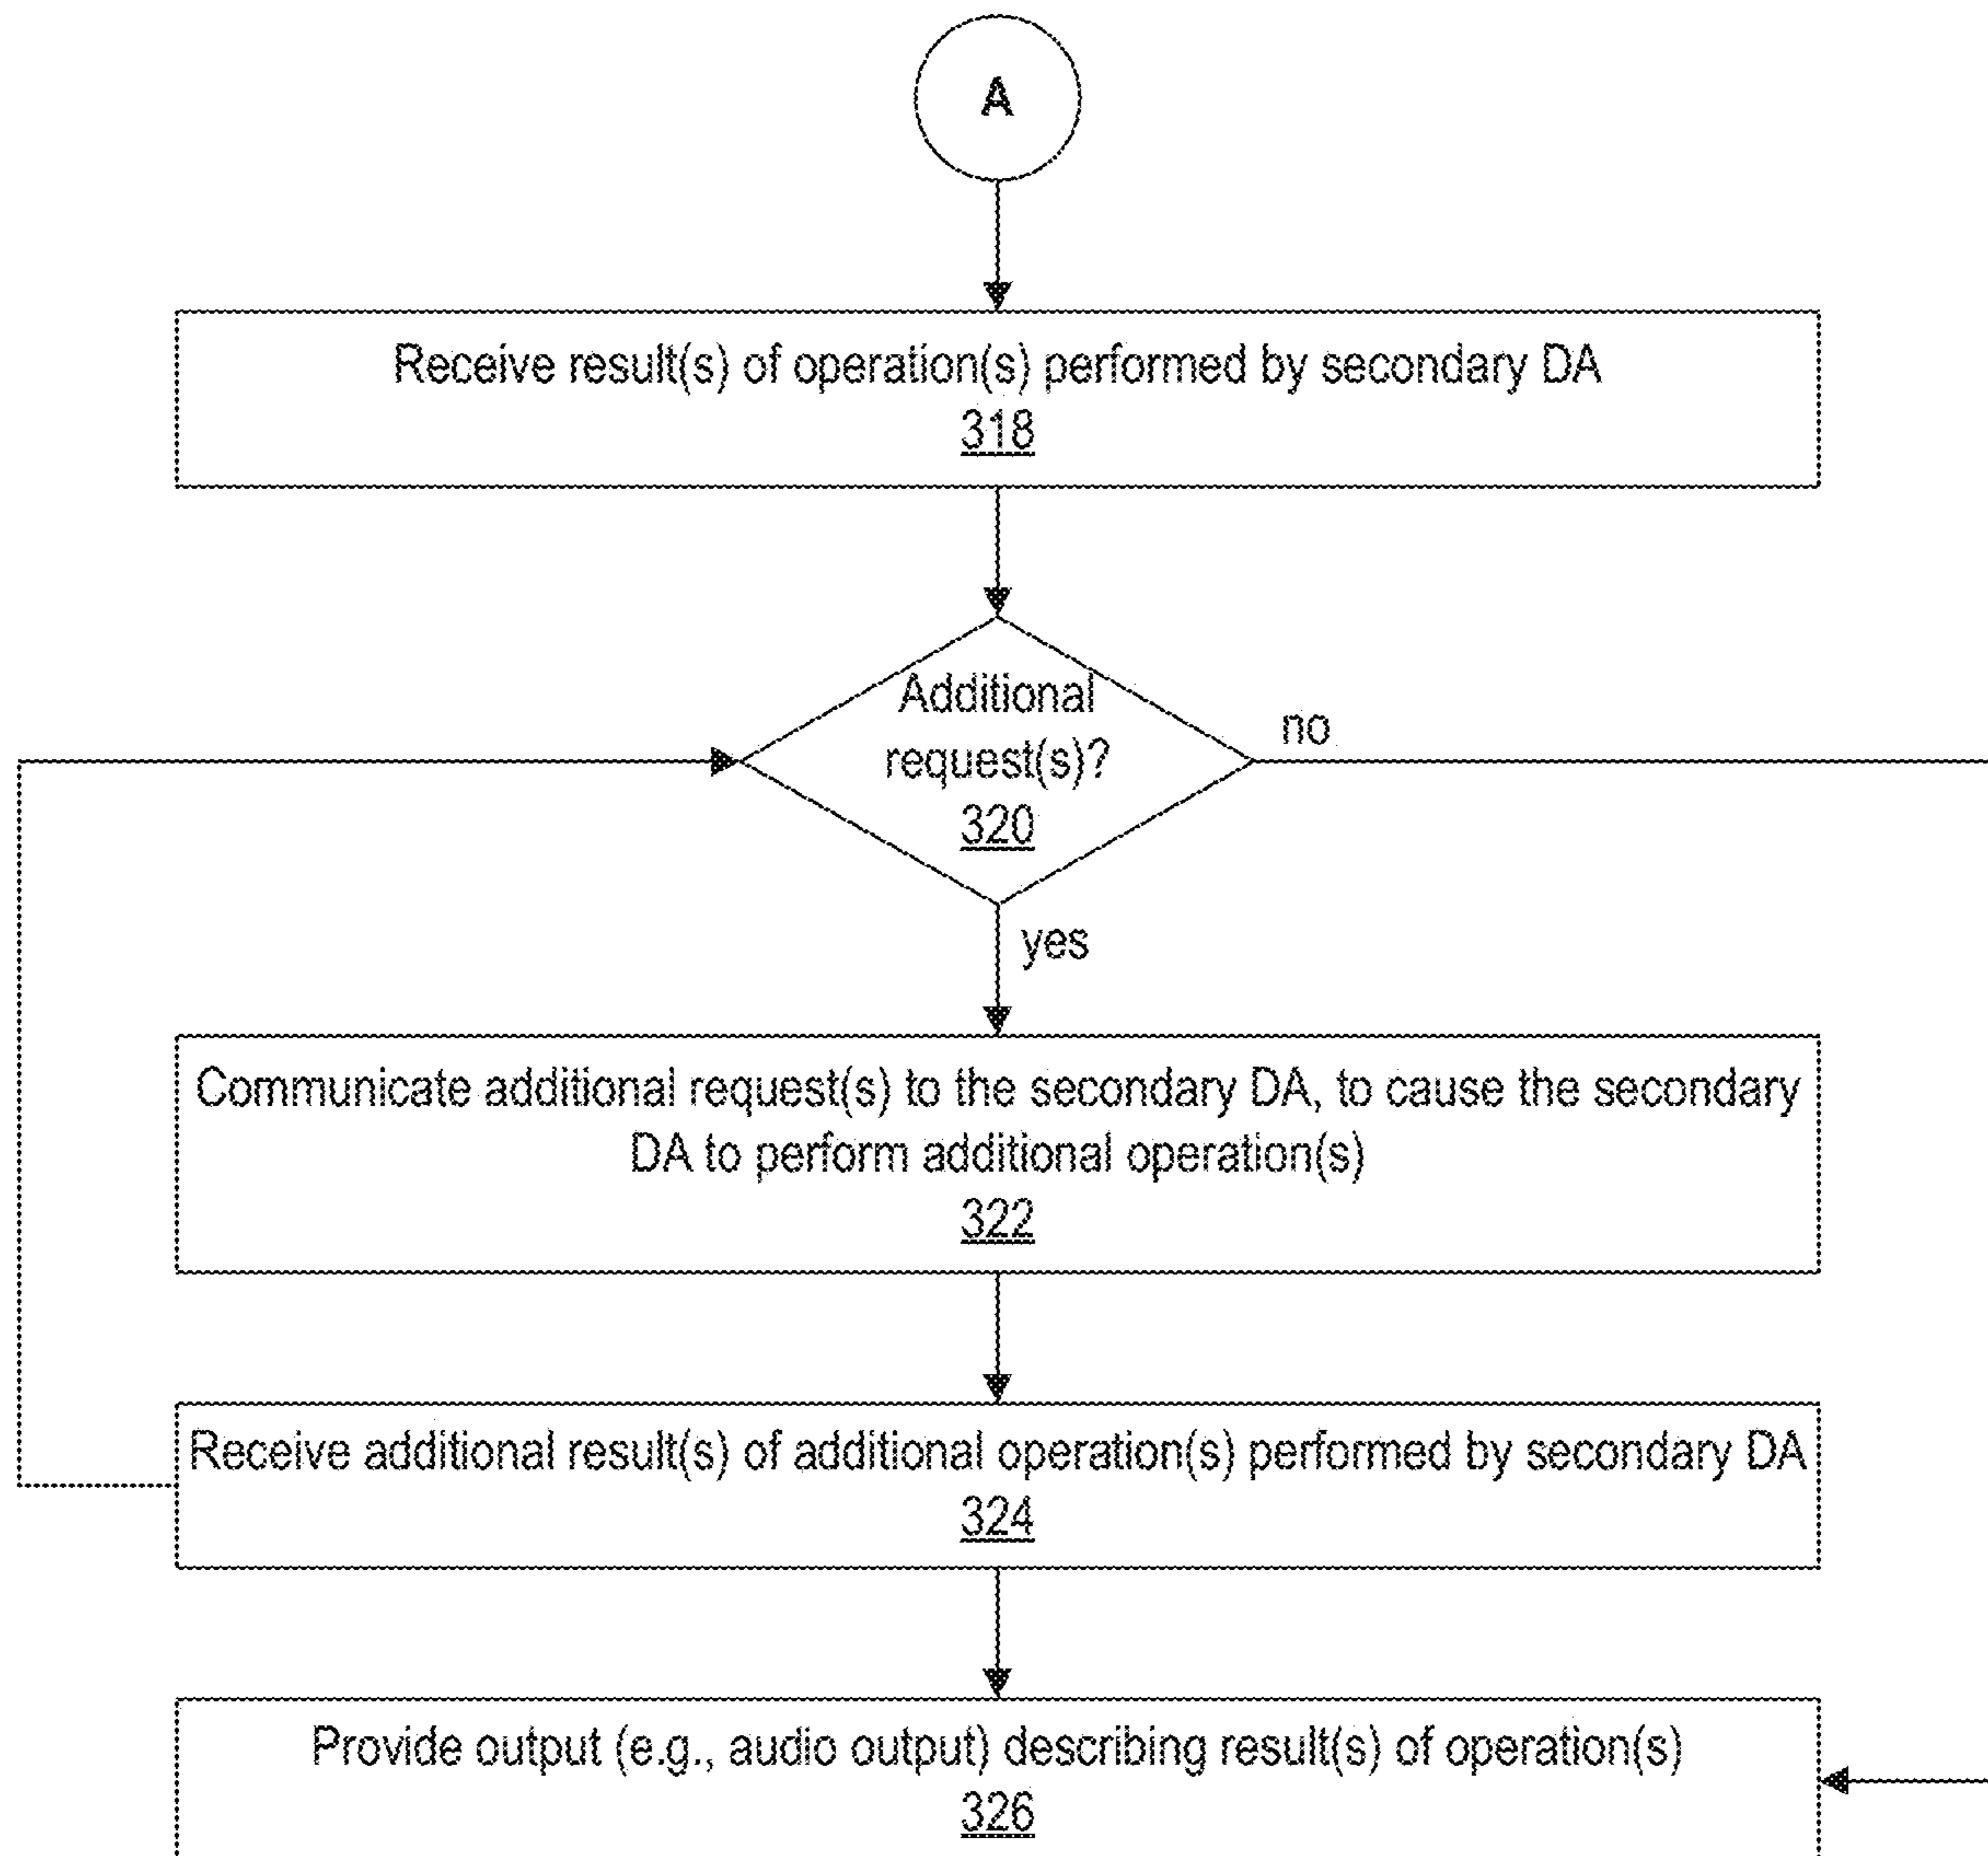 A
Receive result(s) of operation(s) performed by secondary DA
318
Additional
request(s)?
320
no
yes
Communicate additional request(s) to the secondary DA, to cause the secondary
DA to perform additional operation(s)
322
Receive additional result(s) of additional operation(s) performed by secondary DA
324
Provide output (e.g., audio output) describing result(s) of operation(s)
326